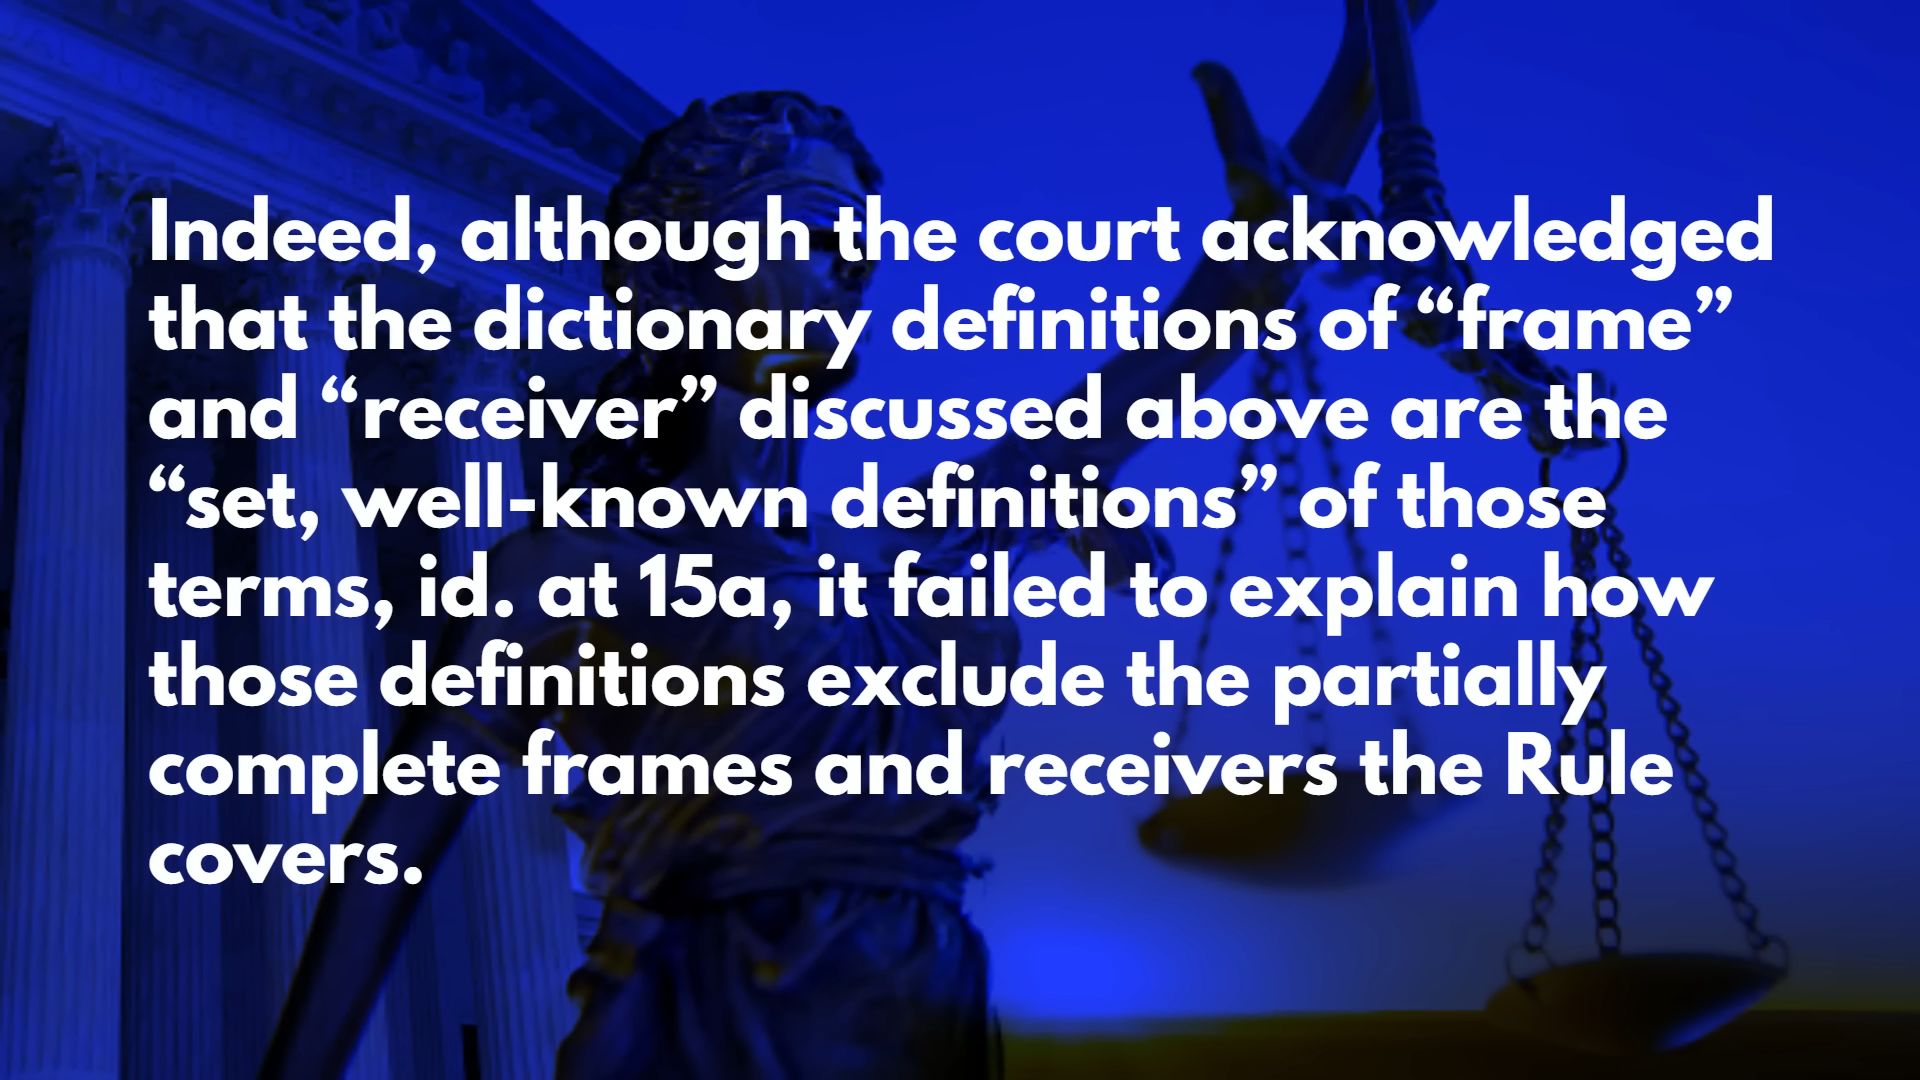 Indeed, although the court acknowledged
that the dictionary definitions of “frame”
and “receiver” discussed above are the
“set, well-known definitions” of those
terms, id. at 15a, it failed to explain how
those definitions exclude the partially
complete frames and receivers the Rule
covers.